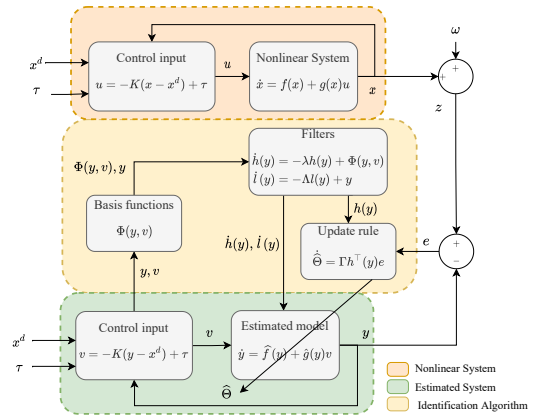 ω
Control input
u = −K(x − x^d) + τ
u
Nonlinear System
ẋ = f(x) + g(x)u
x^d
τ
x
+
+
z
Filters
ḣ(y) = −λh(y) + Φ(y, v)
l̇(y) = −Λl(y) + y
Φ(y, v), y
Basis functions
Φ(y, v)
h(y)
ḣ(y), l̇(y)
Update rule
Θ̂̇ = Γh^⊤(y)e
e
+
−
y, v
Control input
v = −K(y − x^d) + τ
v
Estimated model
ẏ = f̂(y) + ĝ(y)v
y
x^d
τ
Θ̂
Nonlinear System
Estimated System
Identification Algorithm